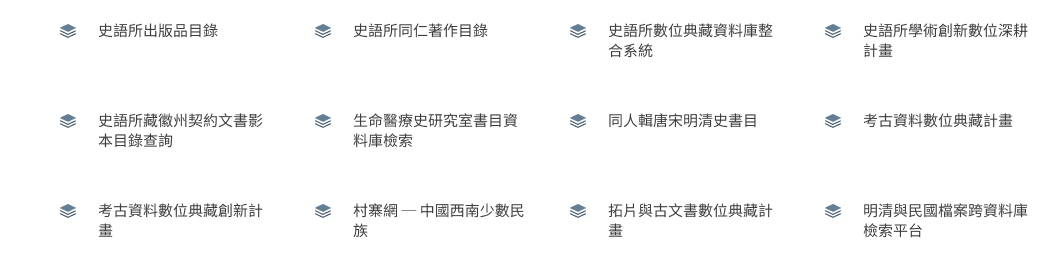 史語所出版品目錄
史語所同仁著作目錄
史語所數位典藏資料庫整
合系統
史語所學術創新數位深耕
計畫
史語所藏徽州契約文書影
本目錄查詢
生命醫療史研究室書目資
料庫檢索
同人輯唐宋明清史書目
考古資料數位典藏計畫
考古資料數位典藏創新計
畫
村寨網 — 中國西南少數民
族
拓片與古文書數位典藏計
畫
明清與民國檔案跨資料庫
檢索平台